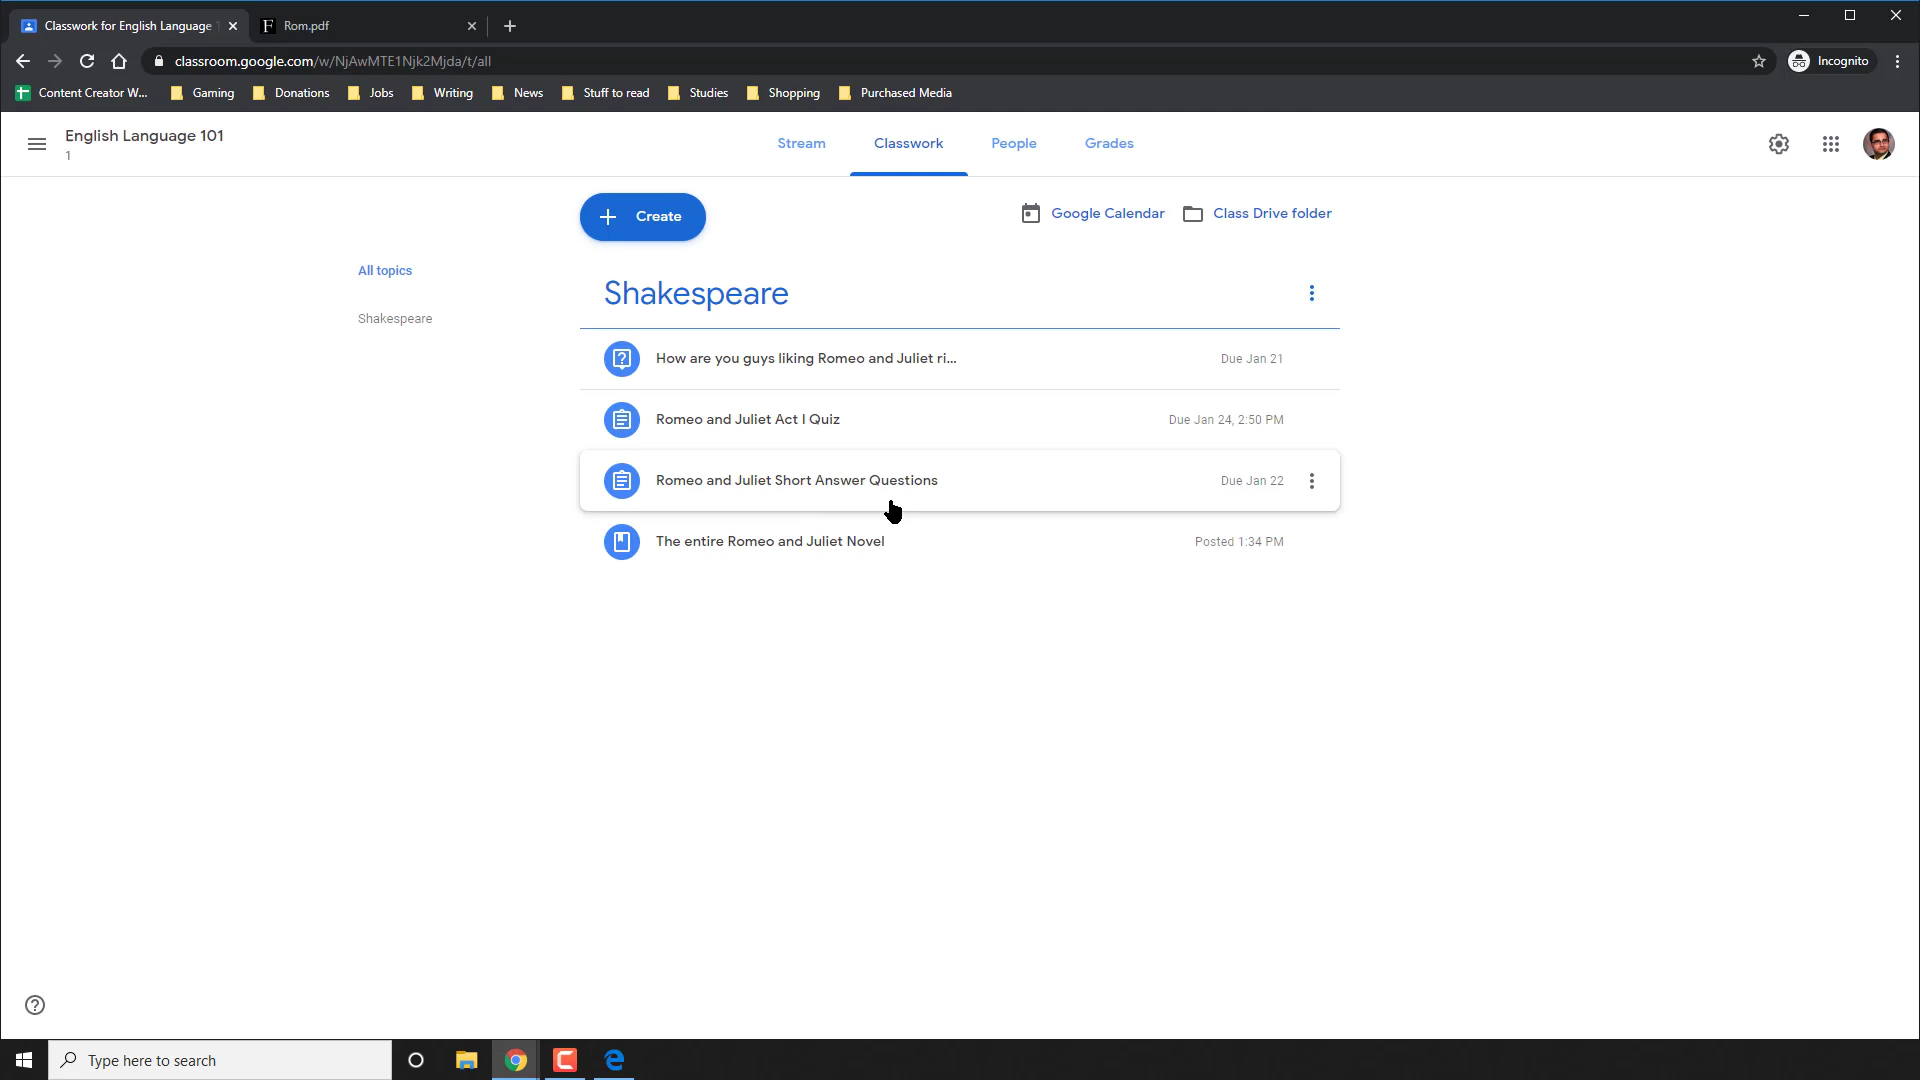 Classwork for English Language
Rom.pdf
classroom.google.com/w/NjAwMTE1Njk2Mjda/t/all
Incognito
Content Creator W...
Gaming
Donations
Jobs
Writing
News
Stuff to read
Studies
Shopping
Purchased Media
English Language 101
1
Stream
Classwork
People
Grades
Create
Google Calendar
Class Drive folder
All topics
Shakespeare
Shakespeare
How are you guys liking Romeo and Juliet ri...
Due Jan 21
Romeo and Juliet Act I Quiz
Due Jan 24, 2:50 PM
Romeo and Juliet Short Answer Questions
Due Jan 22
The entire Romeo and Juliet Novel
Posted 1:34 PM
Type here to search